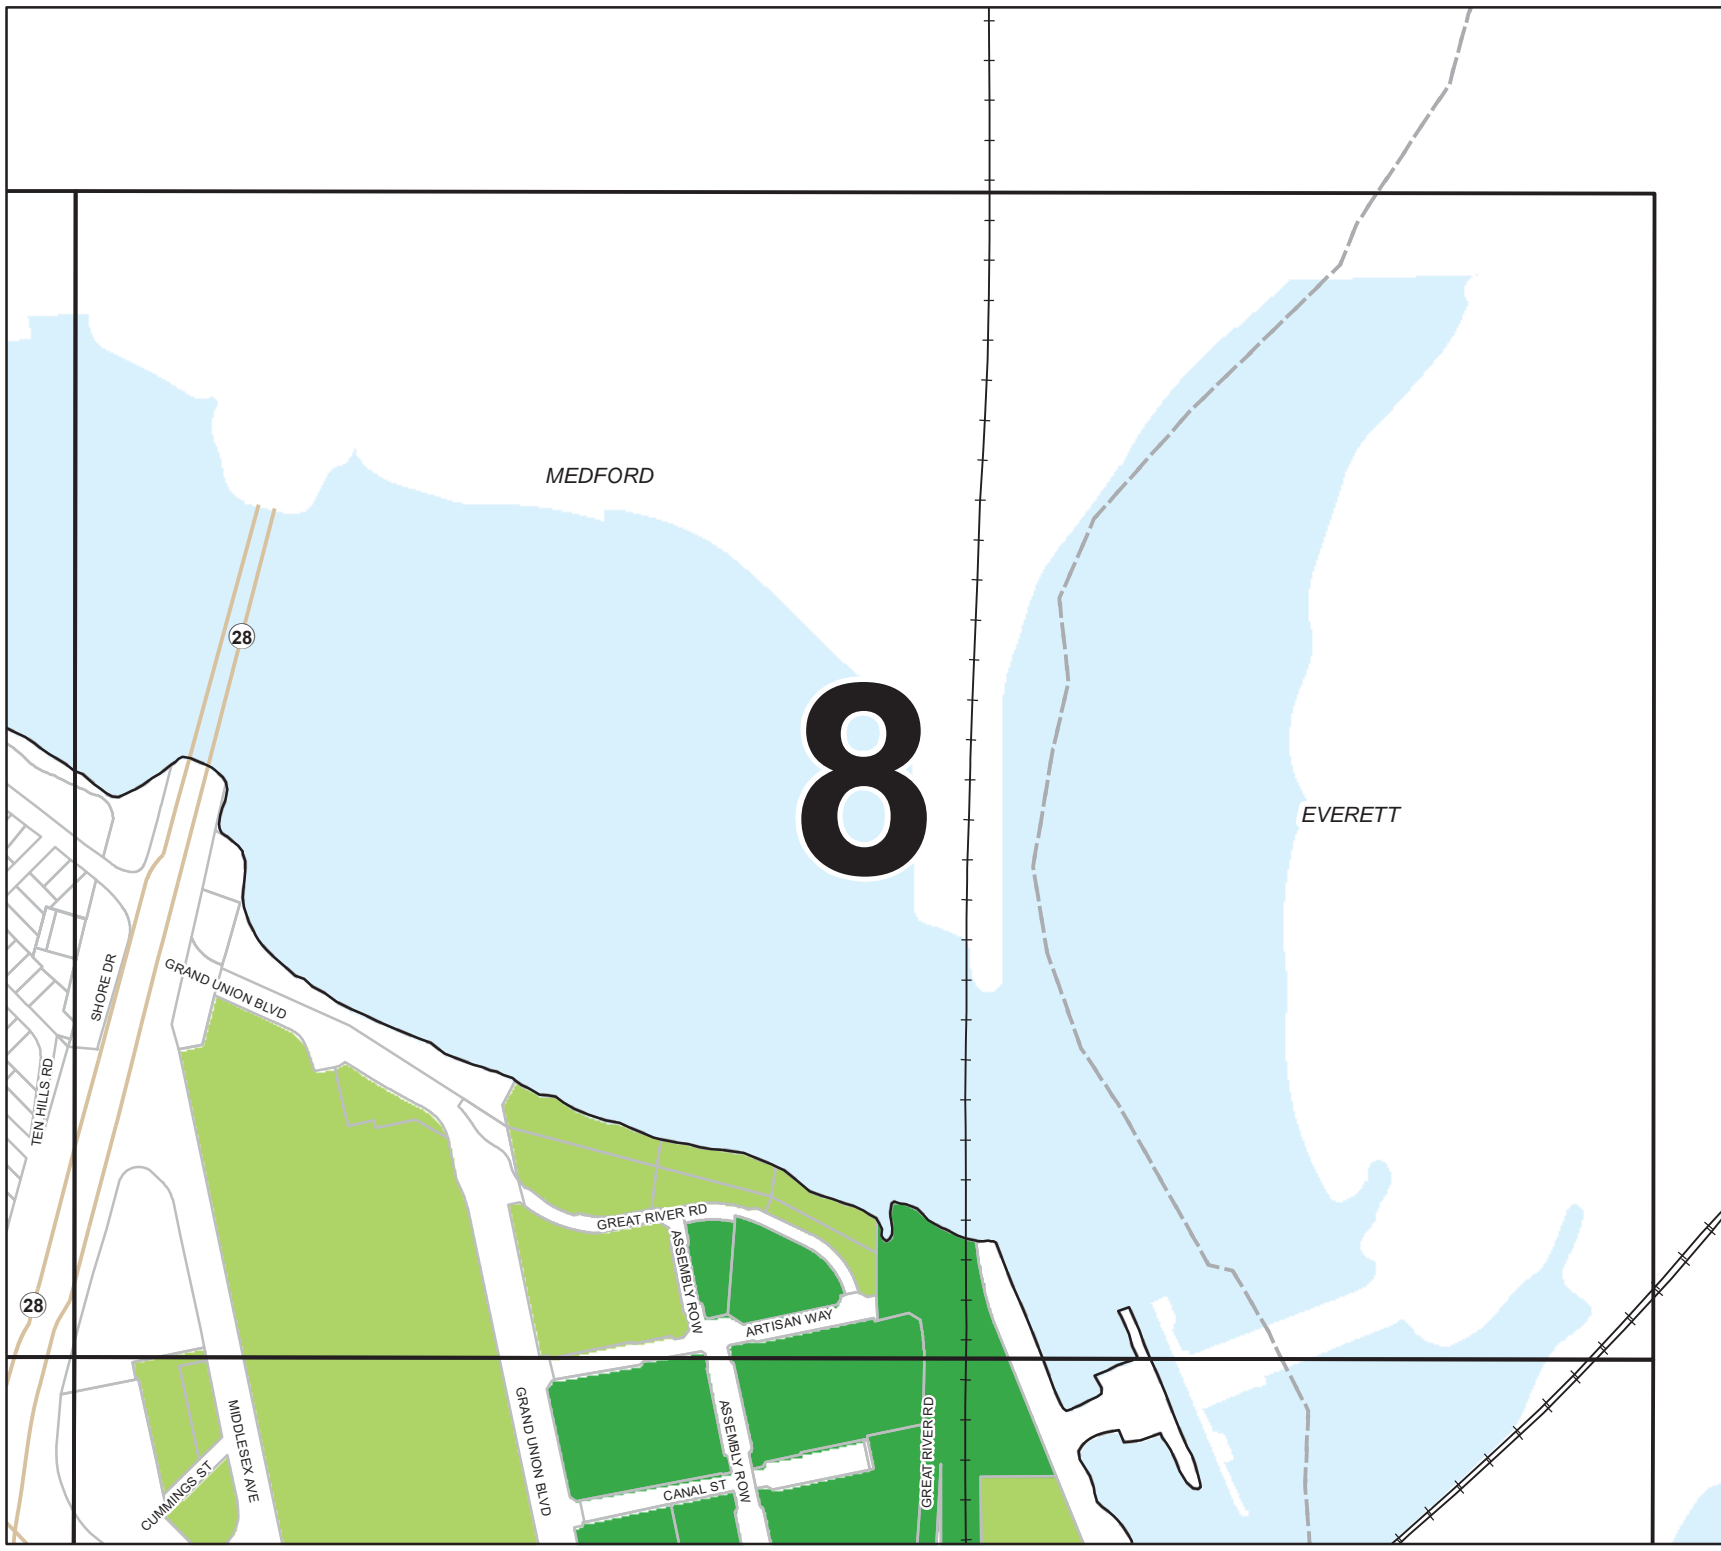 MEDFORD
28
8
EVERETT
SHORE DR
GRAND UNION BLVD
TEN HILLS RD
GREAT RIVER RD
ASSEMBLY ROW
ARTISAN WAY
28
MIDDLESEX AVE
GRAND UNION BLVD
ASSEMBLY ROW
GREAT RIVER RD
CUMMINGS ST
CANAL ST